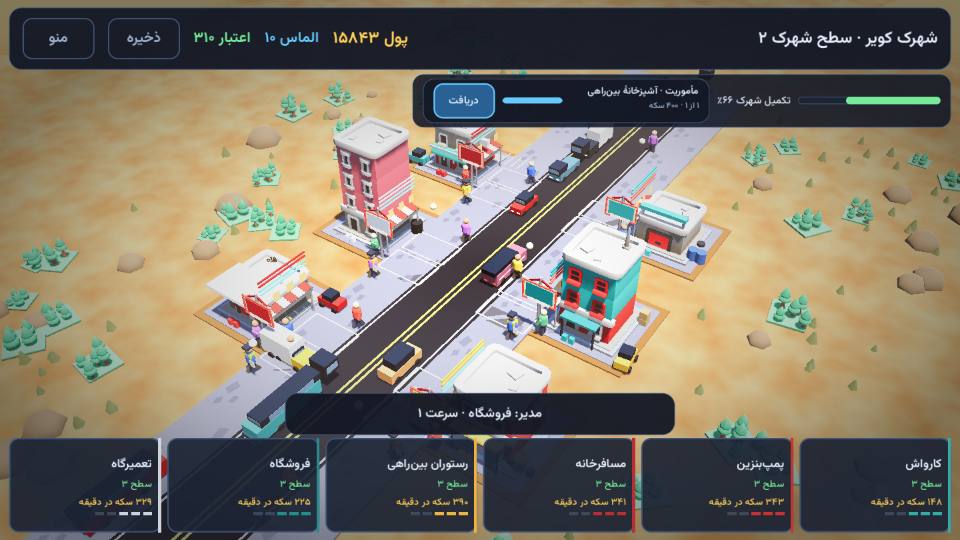 شهرک کویر · سطح شهرک ۲
پول ۱۵۸۴۳
الماس ۱۰
اعتبار ۳۱۰
ذخیره
منو
تکمیل شهرک ۶۶٪
مأموریت · آشپزخانهٔ بین‌راهی
۱ از ۱ · ۴۰۰ سکه
دریافت
مدیر: فروشگاه · سرعت ۱
کارواش
سطح ۳
۱۴۸ سکه در دقیقه
پمپ‌بنزین
سطح ۳
۳۴۳ سکه در دقیقه
مسافرخانه
سطح ۳
۳۴۱ سکه در دقیقه
رستوران بین‌راهی
سطح ۳
۳۹۰ سکه در دقیقه
فروشگاه
سطح ۳
۲۲۵ سکه در دقیقه
تعمیرگاه
سطح ۳
۳۲۹ سکه در دقیقه